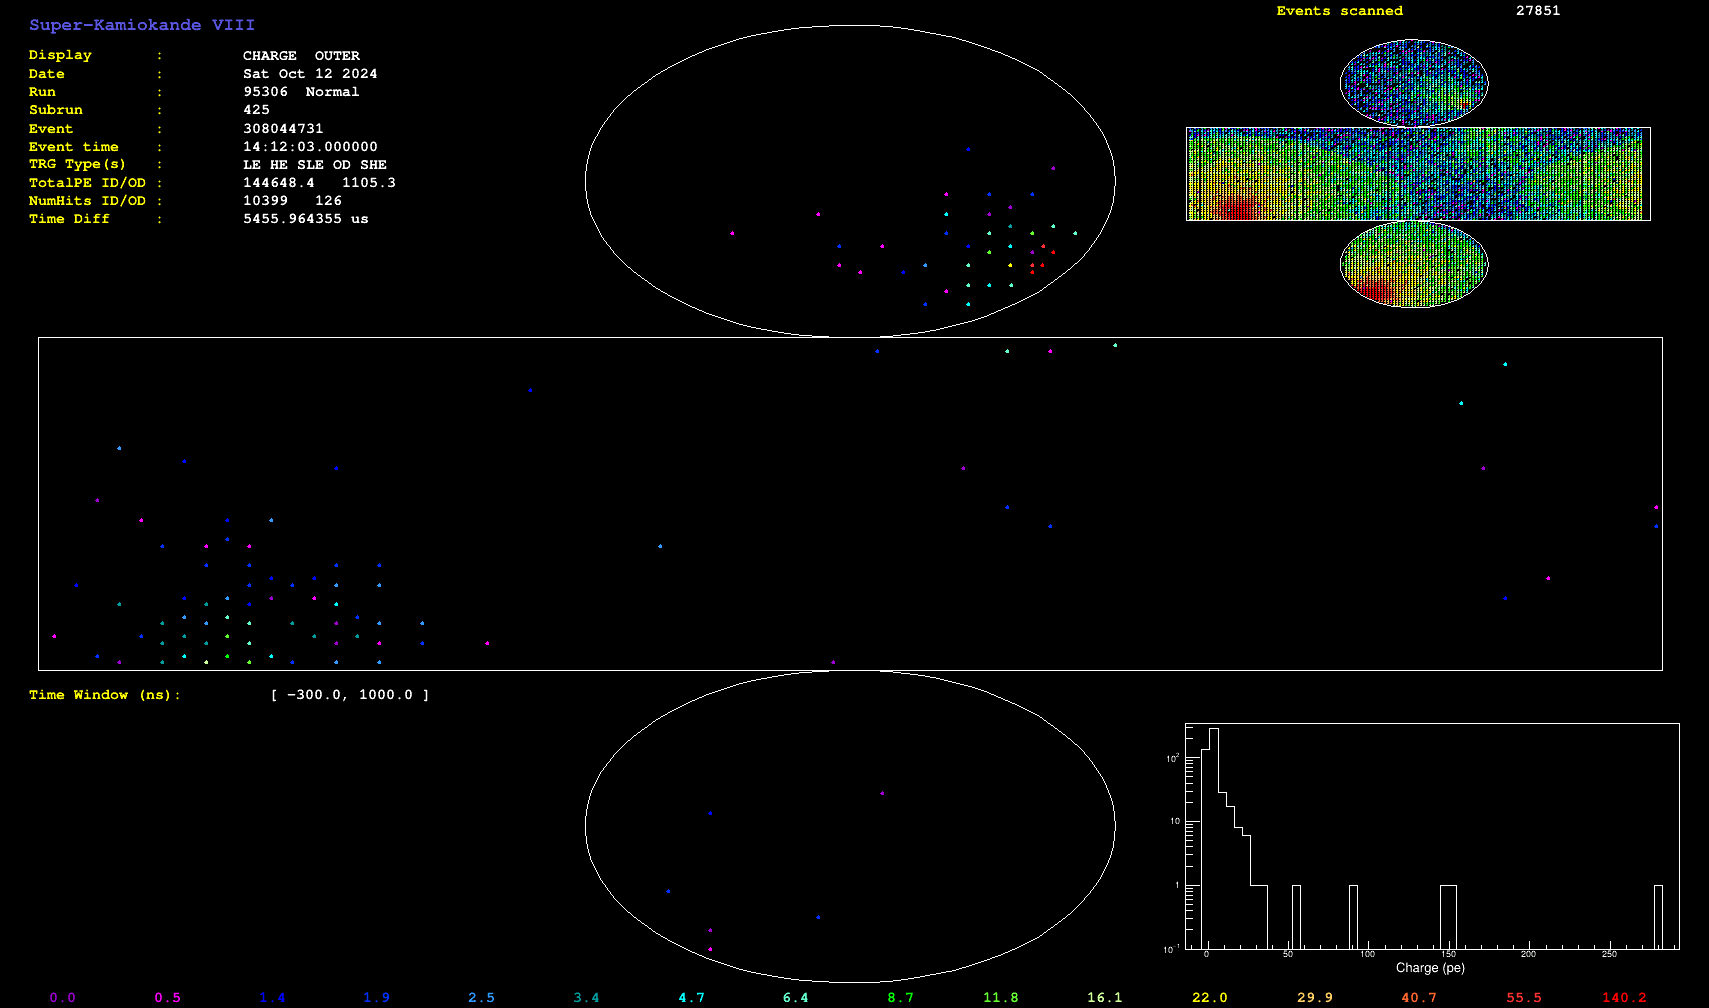 Super-Kamiokande VIII
Events scanned 27851
Display : CHARGE OUTER
Date : Sat Oct 12 2024
Run : 95306 Normal
Subrun : 425
Event : 308044731
Event time : 14:12:03.000000
TRG Type(s) : LE HE SLE OD SHE
TotalPE ID/OD : 144648.4 1105.3
NumHits ID/OD : 10399 126
Time Diff : 5455.964355 us
Time Window (ns): [ -300.0, 1000.0 ]
10²
10
1
10⁻¹
0 50 100 150 200 250
Charge (pe)
0.0 0.5 1.4 1.9 2.5 3.4 4.7 6.4 8.7 11.8 16.1 22.0 29.9 40.7 55.5 140.2